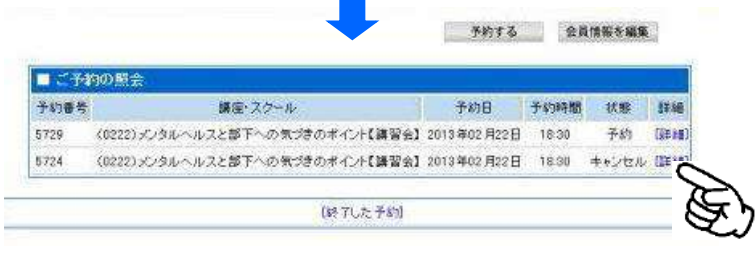 予約する 会員情報を編集
■ ご予約の照会
予約番号 講座・スクール 予約日 予約時間 状態 詳細
5729 (0222)メンタルヘルスと部下への気づきのポイント【講習会】 2013年02月22日 18:30 予約 [詳細]
5724 (0222)メンタルヘルスと部下への気づきのポイント【講習会】 2013年02月22日 18:30 キャンセル [詳細]
[終了した予約]